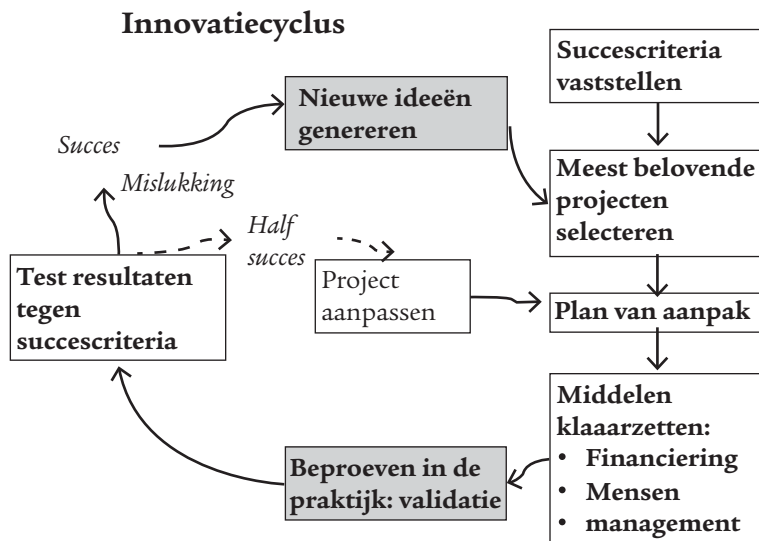 Innovatiecyclus
Succescriteria
vaststellen
Nieuwe ideeën
genereren
Succes
Mislukking
Meest belovende
projecten
selecteren
Half
succes
Test resultaten
tegen
succescriteria
Project
aanpassen
Plan van aanpak
Middelen
klaaarzetten:
• Financiering
• Mensen
• management
Beproeven in de
praktijk: validatie